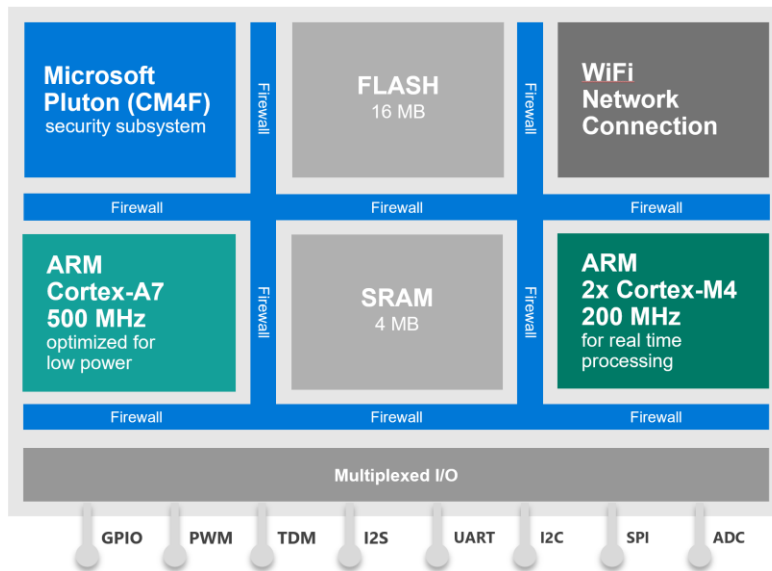 Microsoft
Pluton (CM4F)
security subsystem
Firewall
FLASH
16 MB
Firewall
WiFi
Network
Connection
Firewall
Firewall
Firewall
ARM
Cortex-A7
500 MHz
optimized for
low power
Firewall
SRAM
4 MB
Firewall
ARM
2x Cortex-M4
200 MHz
for real time
processing
Firewall
Firewall
Firewall
Multiplexed I/O
GPIO
PWM
TDM
I2S
UART
I2C
SPI
ADC